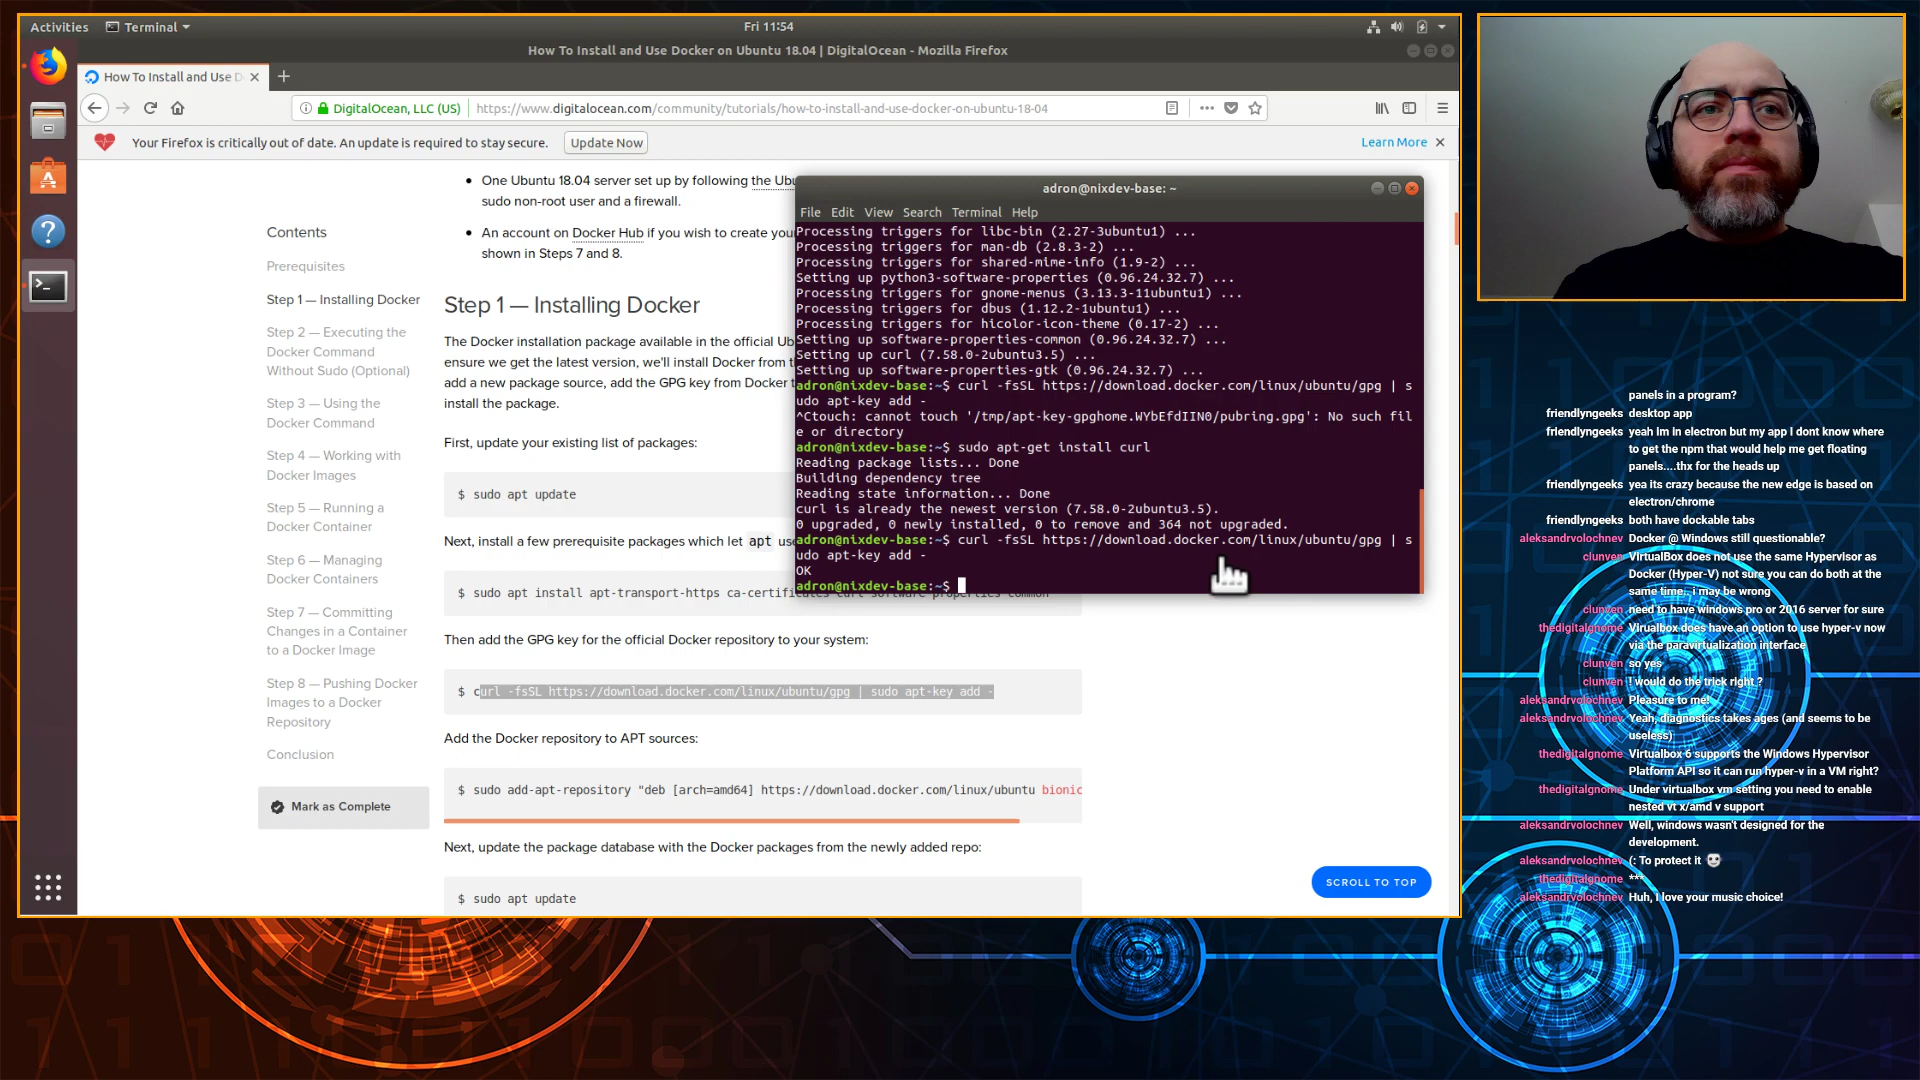 Activities
Terminal
Fri 11:54
How To Install and Use Docker on Ubuntu 18.04 | DigitalOcean - Mozilla Firefox
How To Install and Use D
DigitalOcean, LLC (US)
https://www.digitalocean.com/community/tutorials/how-to-install-and-use-docker-on-ubuntu-18-04
Your Firefox is critically out of date. An update is required to stay secure.
Update Now
Learn More
Contents
Prerequisites
Step 1 — Installing Docker
Step 2 — Executing the
Docker Command
Without Sudo (Optional)
Step 3 — Using the
Docker Command
Step 4 — Working with
Docker Images
Step 5 — Running a
Docker Container
Step 6 — Managing
Docker Containers
Step 7 — Committing
Changes in a Container
to a Docker Image
Step 8 — Pushing Docker
Images to a Docker
Repository
Conclusion
Mark as Complete
One Ubuntu 18.04 server set up by following the Ubu
sudo non-root user and a firewall.
An account on Docker Hub if you wish to create your
shown in Steps 7 and 8.
Step 1 — Installing Docker
The Docker installation package available in the official Ub
ensure we get the latest version, we'll install Docker from t
add a new package source, add the GPG key from Docker t
install the package.
First, update your existing list of packages:
$ sudo apt update
Next, install a few prerequisite packages which let apt use
$ sudo apt install apt-transport-https ca-certificates curl software-properties-common
Then add the GPG key for the official Docker repository to your system:
$ curl -fsSL https://download.docker.com/linux/ubuntu/gpg | sudo apt-key add -
Add the Docker repository to APT sources:
$ sudo add-apt-repository "deb [arch=amd64] https://download.docker.com/linux/ubuntu bionic
Next, update the package database with the Docker packages from the newly added repo:
$ sudo apt update
SCROLL TO TOP
adron@nixdev-base: ~
File Edit View Search Terminal Help
Processing triggers for libc-bin (2.27-3ubuntu1) ...
Processing triggers for man-db (2.8.3-2) ...
Processing triggers for shared-mime-info (1.9-2) ...
Setting up python3-software-properties (0.96.24.32.7) ...
Processing triggers for gnome-menus (3.13.3-11ubuntu1) ...
Processing triggers for dbus (1.12.2-1ubuntu1) ...
Processing triggers for hicolor-icon-theme (0.17-2) ...
Setting up software-properties-common (0.96.24.32.7) ...
Setting up curl (7.58.0-2ubuntu3.5) ...
Setting up software-properties-gtk (0.96.24.32.7) ...
adron@nixdev-base:~$ curl -fsSL https://download.docker.com/linux/ubuntu/gpg | s
udo apt-key add -
^Ctouch: cannot touch '/tmp/apt-key-gpghome.WYbEfdIIN0/pubring.gpg': No such fil
e or directory
adron@nixdev-base:~$ sudo apt-get install curl
Reading package lists... Done
Building dependency tree
Reading state information... Done
curl is already the newest version (7.58.0-2ubuntu3.5).
0 upgraded, 0 newly installed, 0 to remove and 364 not upgraded.
adron@nixdev-base:~$ curl -fsSL https://download.docker.com/linux/ubuntu/gpg | s
udo apt-key add -
OK
adron@nixdev-base:~$
panels in a program?
friendlygeeks desktop app
friendlygeeks yeah Im in electron but my app I dont know where
to get the npm that would help me get floating
panels....thx for the heads up
friendlygeeks yea its crazy because the new edge is based on
electron/chrome
friendlygeeks both have dockable tabs
aleksandrvolochnev Docker @ Windows still questionable?
clunven VirtualBox does not use the same Hypervisor as
Docker (Hyper-V) not sure you can do both at the
same time.. i may be wrong
clunven need to have windows pro or 2016 server for sure
thedigitalgnome Virualbox does have an option to use hyper-v now
via the paravirtualization interface
clunven so yes
clunven ! would do the trick right ?
aleksandrvolochnev Pleasure to me!
aleksandrvolochnev Yeah, diagnostics takes ages (and seems to be
useless)
thedigitalgnome Virtualbox 6 supports the Windows Hypervisor
Platform API so it can run hyper-v in a VM right?
thedigitalgnome Under virtualbox vm setting you need to enable
nested vt x/amd v support
aleksandrvolochnev Well, windows wasn't designed for the
development.
aleksandrvolochnev (: To protect it
thedigitalgnome ***
aleksandrvolochnev Huh, I love your music choice!